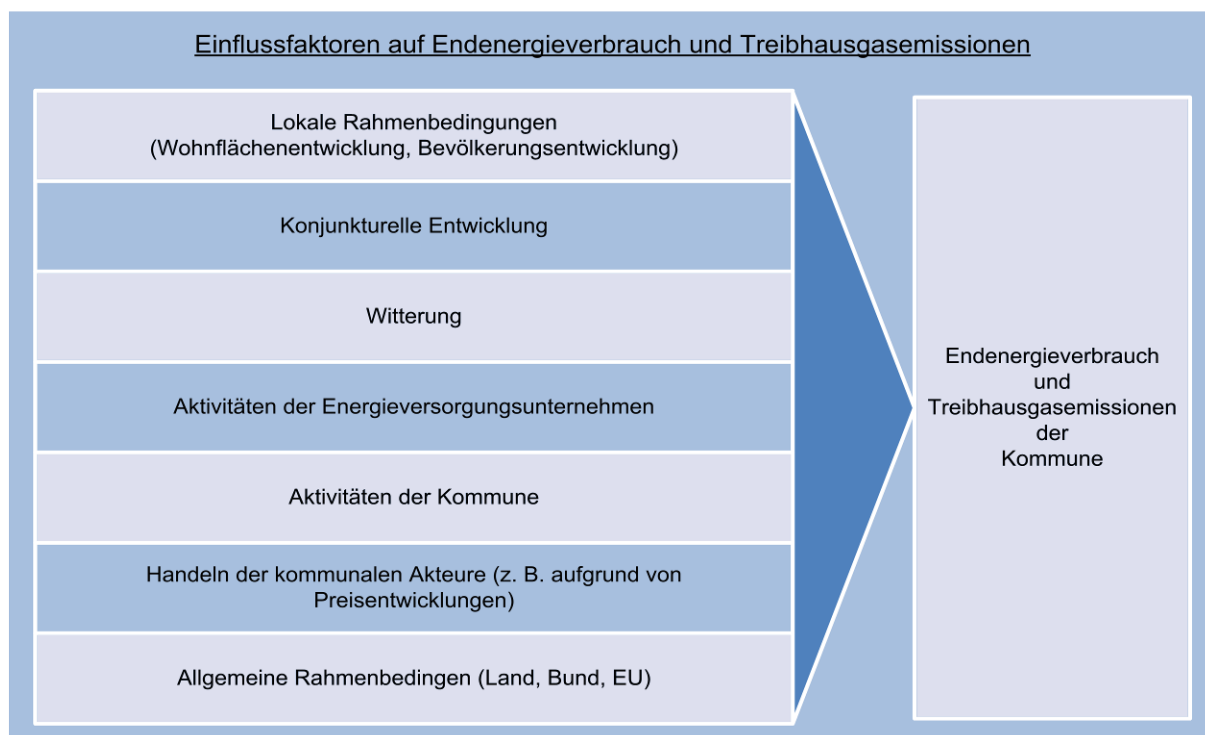 Einflussfaktoren auf Endenergieverbrauch und Treibhausgasemissionen
Lokale Rahmenbedingungen
(Wohnflächenentwicklung, Bevölkerungsentwicklung)
Konjunkturelle Entwicklung
Witterung
Aktivitäten der Energieversorgungsunternehmen
Aktivitäten der Kommune
Handeln der kommunalen Akteure (z. B. aufgrund von
Preisentwicklungen)
Allgemeine Rahmenbedingen (Land, Bund, EU)
Endenergieverbrauch
und
Treibhausgasemissionen
der
Kommune